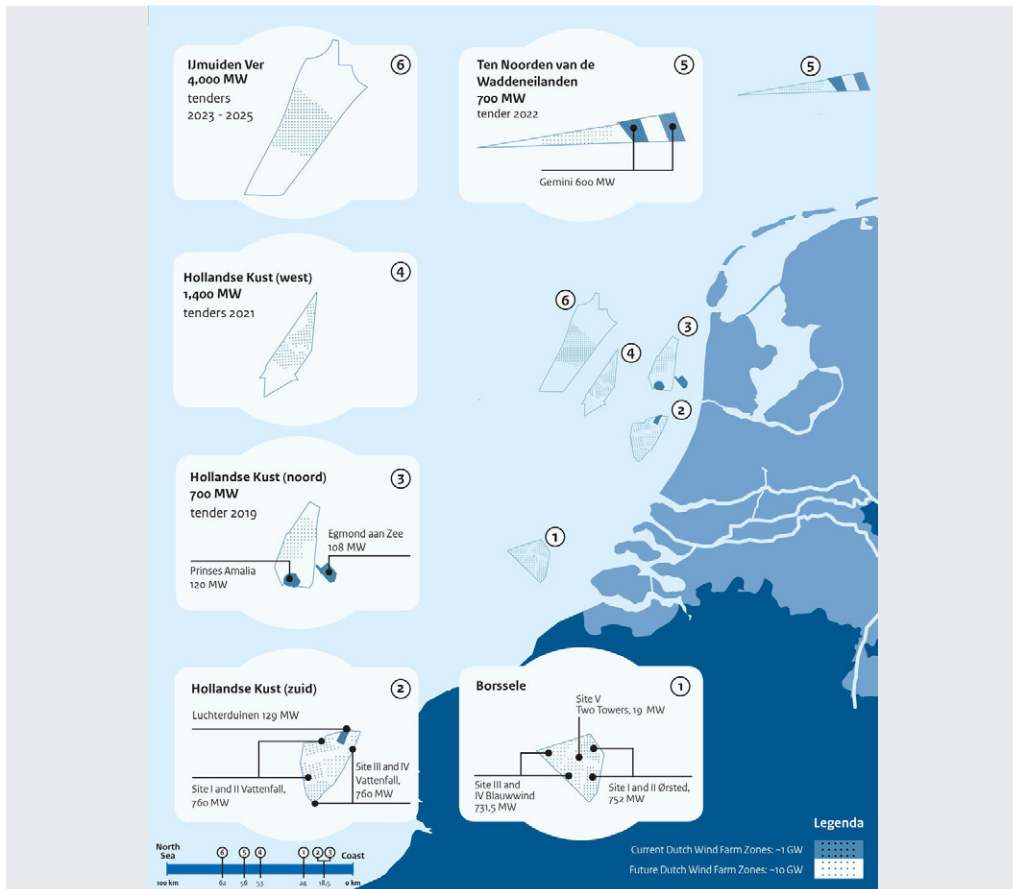 IJmuiden Ver
4,000 MW
tenders
2023 - 2025
6
Ten Noorden van de
Waddeneilanden
700 MW
tender 2022
5
Gemini 600 MW
5
Hollandse Kust (west)
1,400 MW
tenders 2021
4
6
4
3
2
1
Hollandse Kust (noord)
700 MW
tender 2019
3
Egmond aan Zee
108 MW
Prinses Amalia
120 MW
Hollandse Kust (zuid)
2
Luchterduinen 129 MW
Site I and II Vattenfall,
760 MW
Site III and IV
Vattenfall,
760 MW
Borssele
1
Site V
Two Towers, 19 MW
Site III and
IV Blauwwind
731,5 MW
Site I and II Ørsted,
752 MW
North
Sea
6
5
4
1
2
3
Coast
100 km
62
56
53
24
18,5
0 km
Legenda
Current Dutch Wind Farm Zones: ~1 GW
Future Dutch Wind Farm Zones: ~10 GW